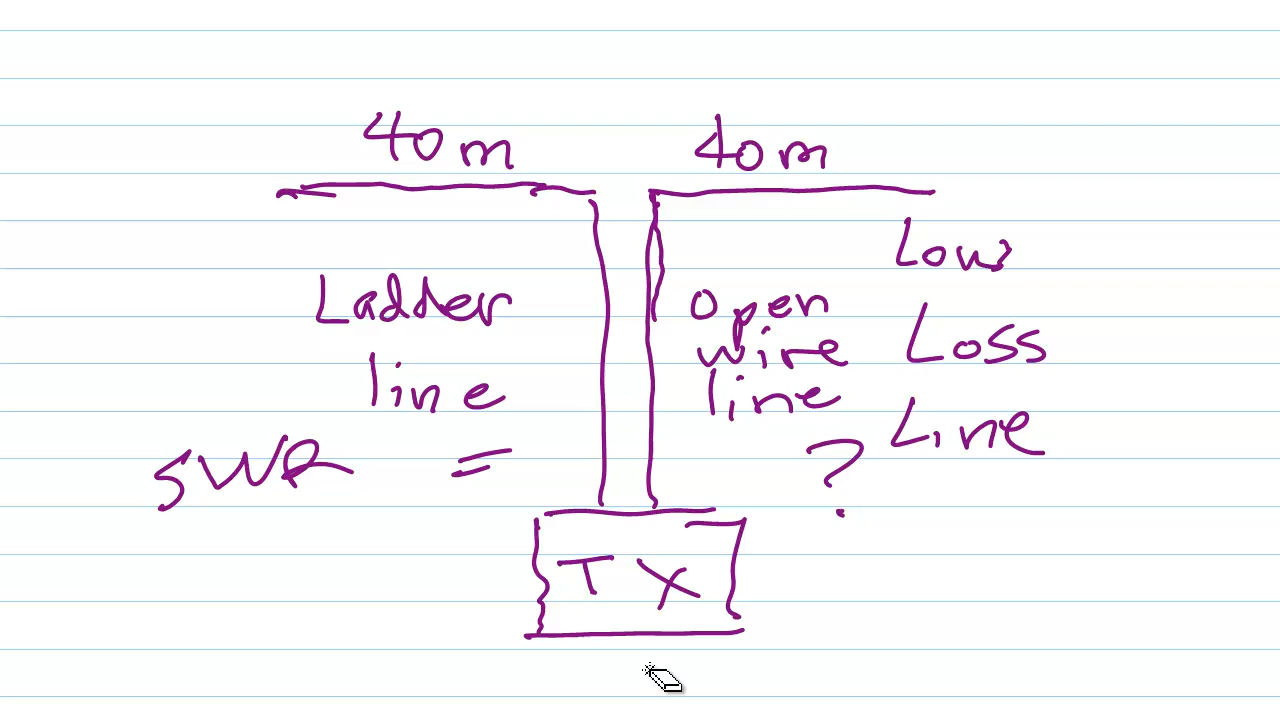 40m 40m
Ladder
line
open
wire
line
Low
Loss
Line
SWR = ?
TX